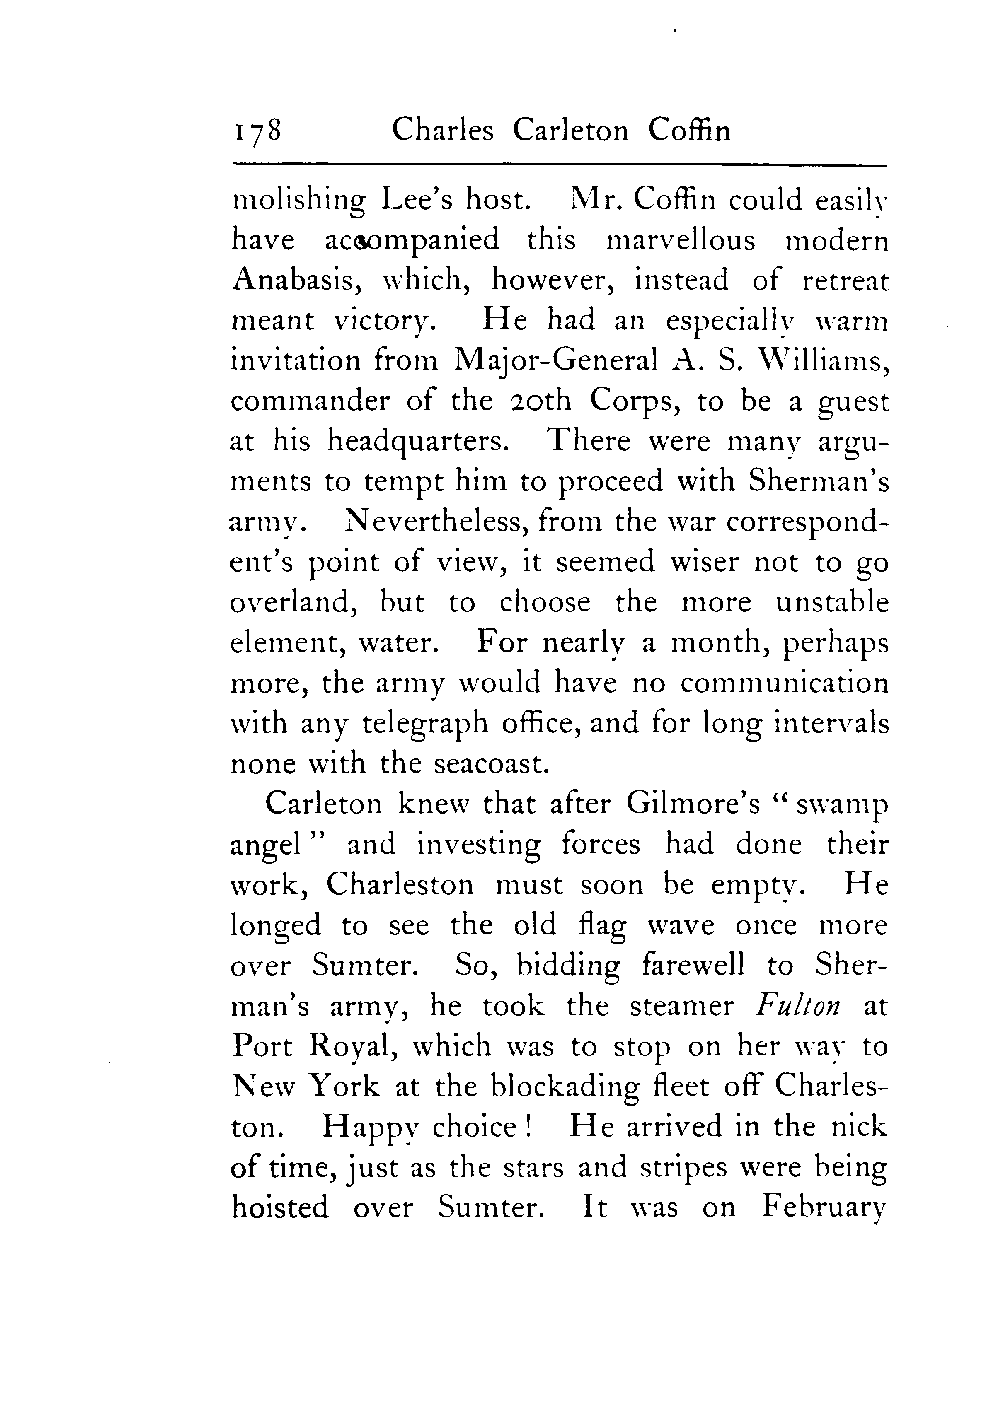 178 Charles Carleton Coffin
molishing Lee's host. Mr. Coffin could easily
have accompanied this marvellous modern
Anabasis, which, however, instead of retreat
meant victory. He had an especially warm
invitation from Major-General A. S. Williams,
commander of the 20th Corps, to be a guest
at his headquarters. There were many argu-
ments to tempt him to proceed with Sherman's
army. Nevertheless, from the war correspond-
ent's point of view, it seemed wiser not to go
overland, but to choose the more unstable
element, water. For nearly a month, perhaps
more, the army would have no communication
with any telegraph office, and for long intervals
none with the seacoast.
Carleton knew that after Gilmore's “ swamp
angel ” and investing forces had done their
work, Charleston must soon be empty. He
longed to see the old flag wave once more
over Sumter. So, bidding farewell to Sher-
man's army, he took the steamer Fulton at
Port Royal, which was to stop on her way to
New York at the blockading fleet off Charles-
ton. Happy choice ! He arrived in the nick
of time, just as the stars and stripes were being
hoisted over Sumter. It was on February